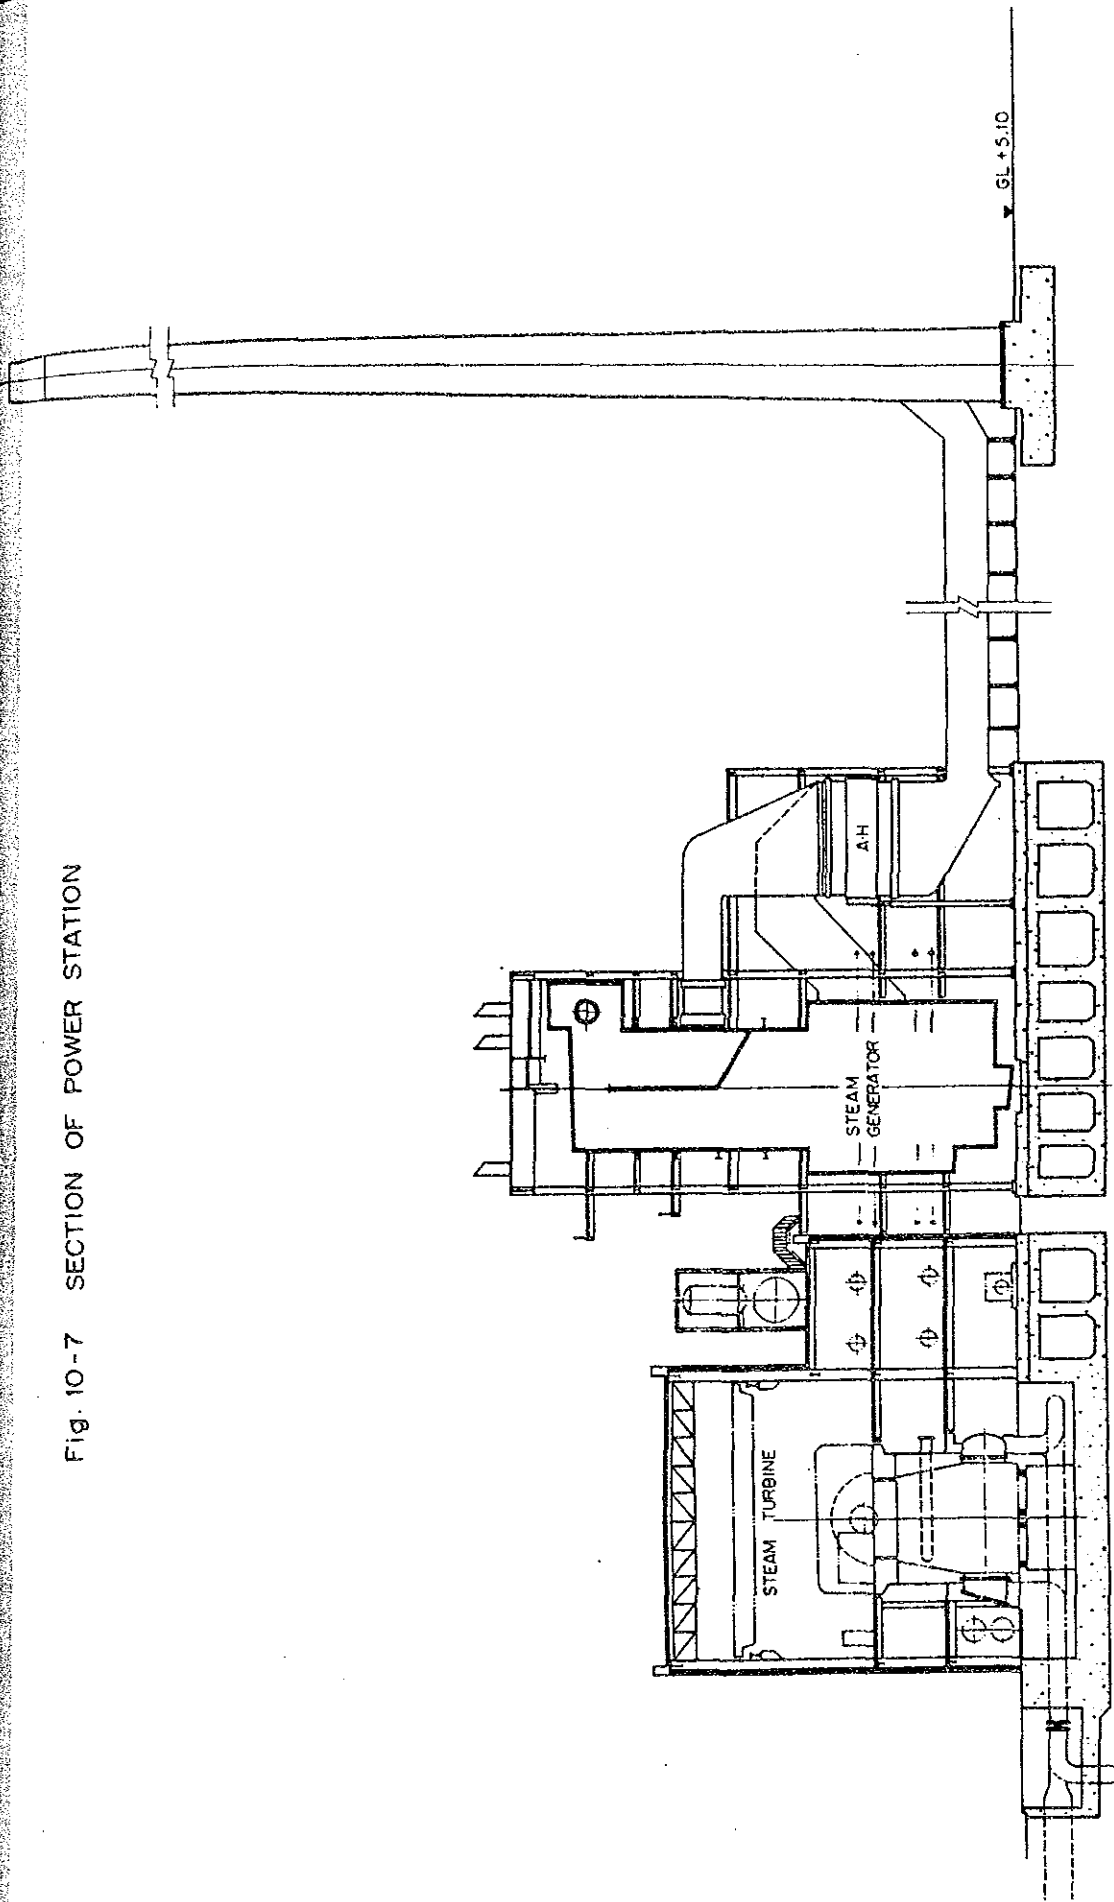 Fig. 10-7 SECTION OF POWER STATION
STEAM TURBINE
STEAM
GENERATOR
A·H
GL + 5.10